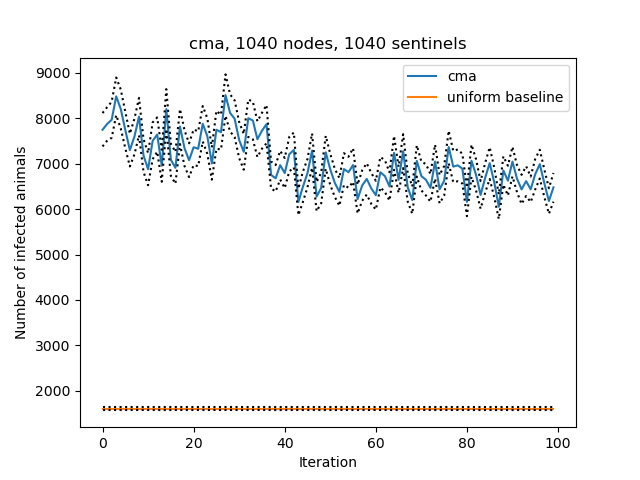 cma, 1040 nodes, 1040 sentinels
cma
uniform baseline
Number of infected animals
9000
8000
7000
6000
5000
4000
3000
2000
0 20 40 60 80 100
Iteration